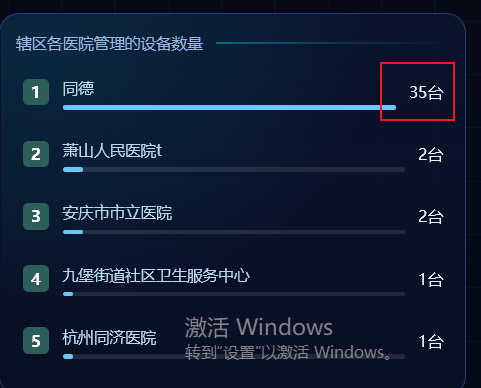 辖区各医院管理的设备数量
1 同德 35台
2 萧山人民医院t 2台
3 安庆市市立医院 2台
4 九堡街道社区卫生服务中心 1台
5 杭州同济医院 1台
激活 Windows
转到"设置"以激活 Windows。